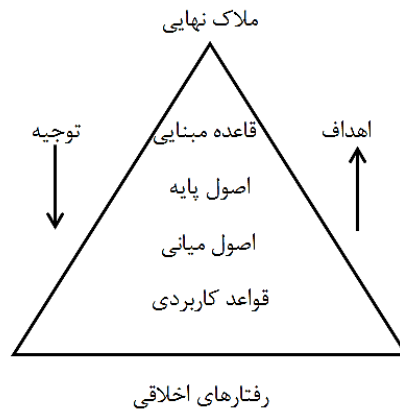 ملاک نهایی
قاعده مبنایی
اهداف
توجیه
اصول پایه
اصول میانی
قواعد کاربردی
رفتارهای اخلاقی